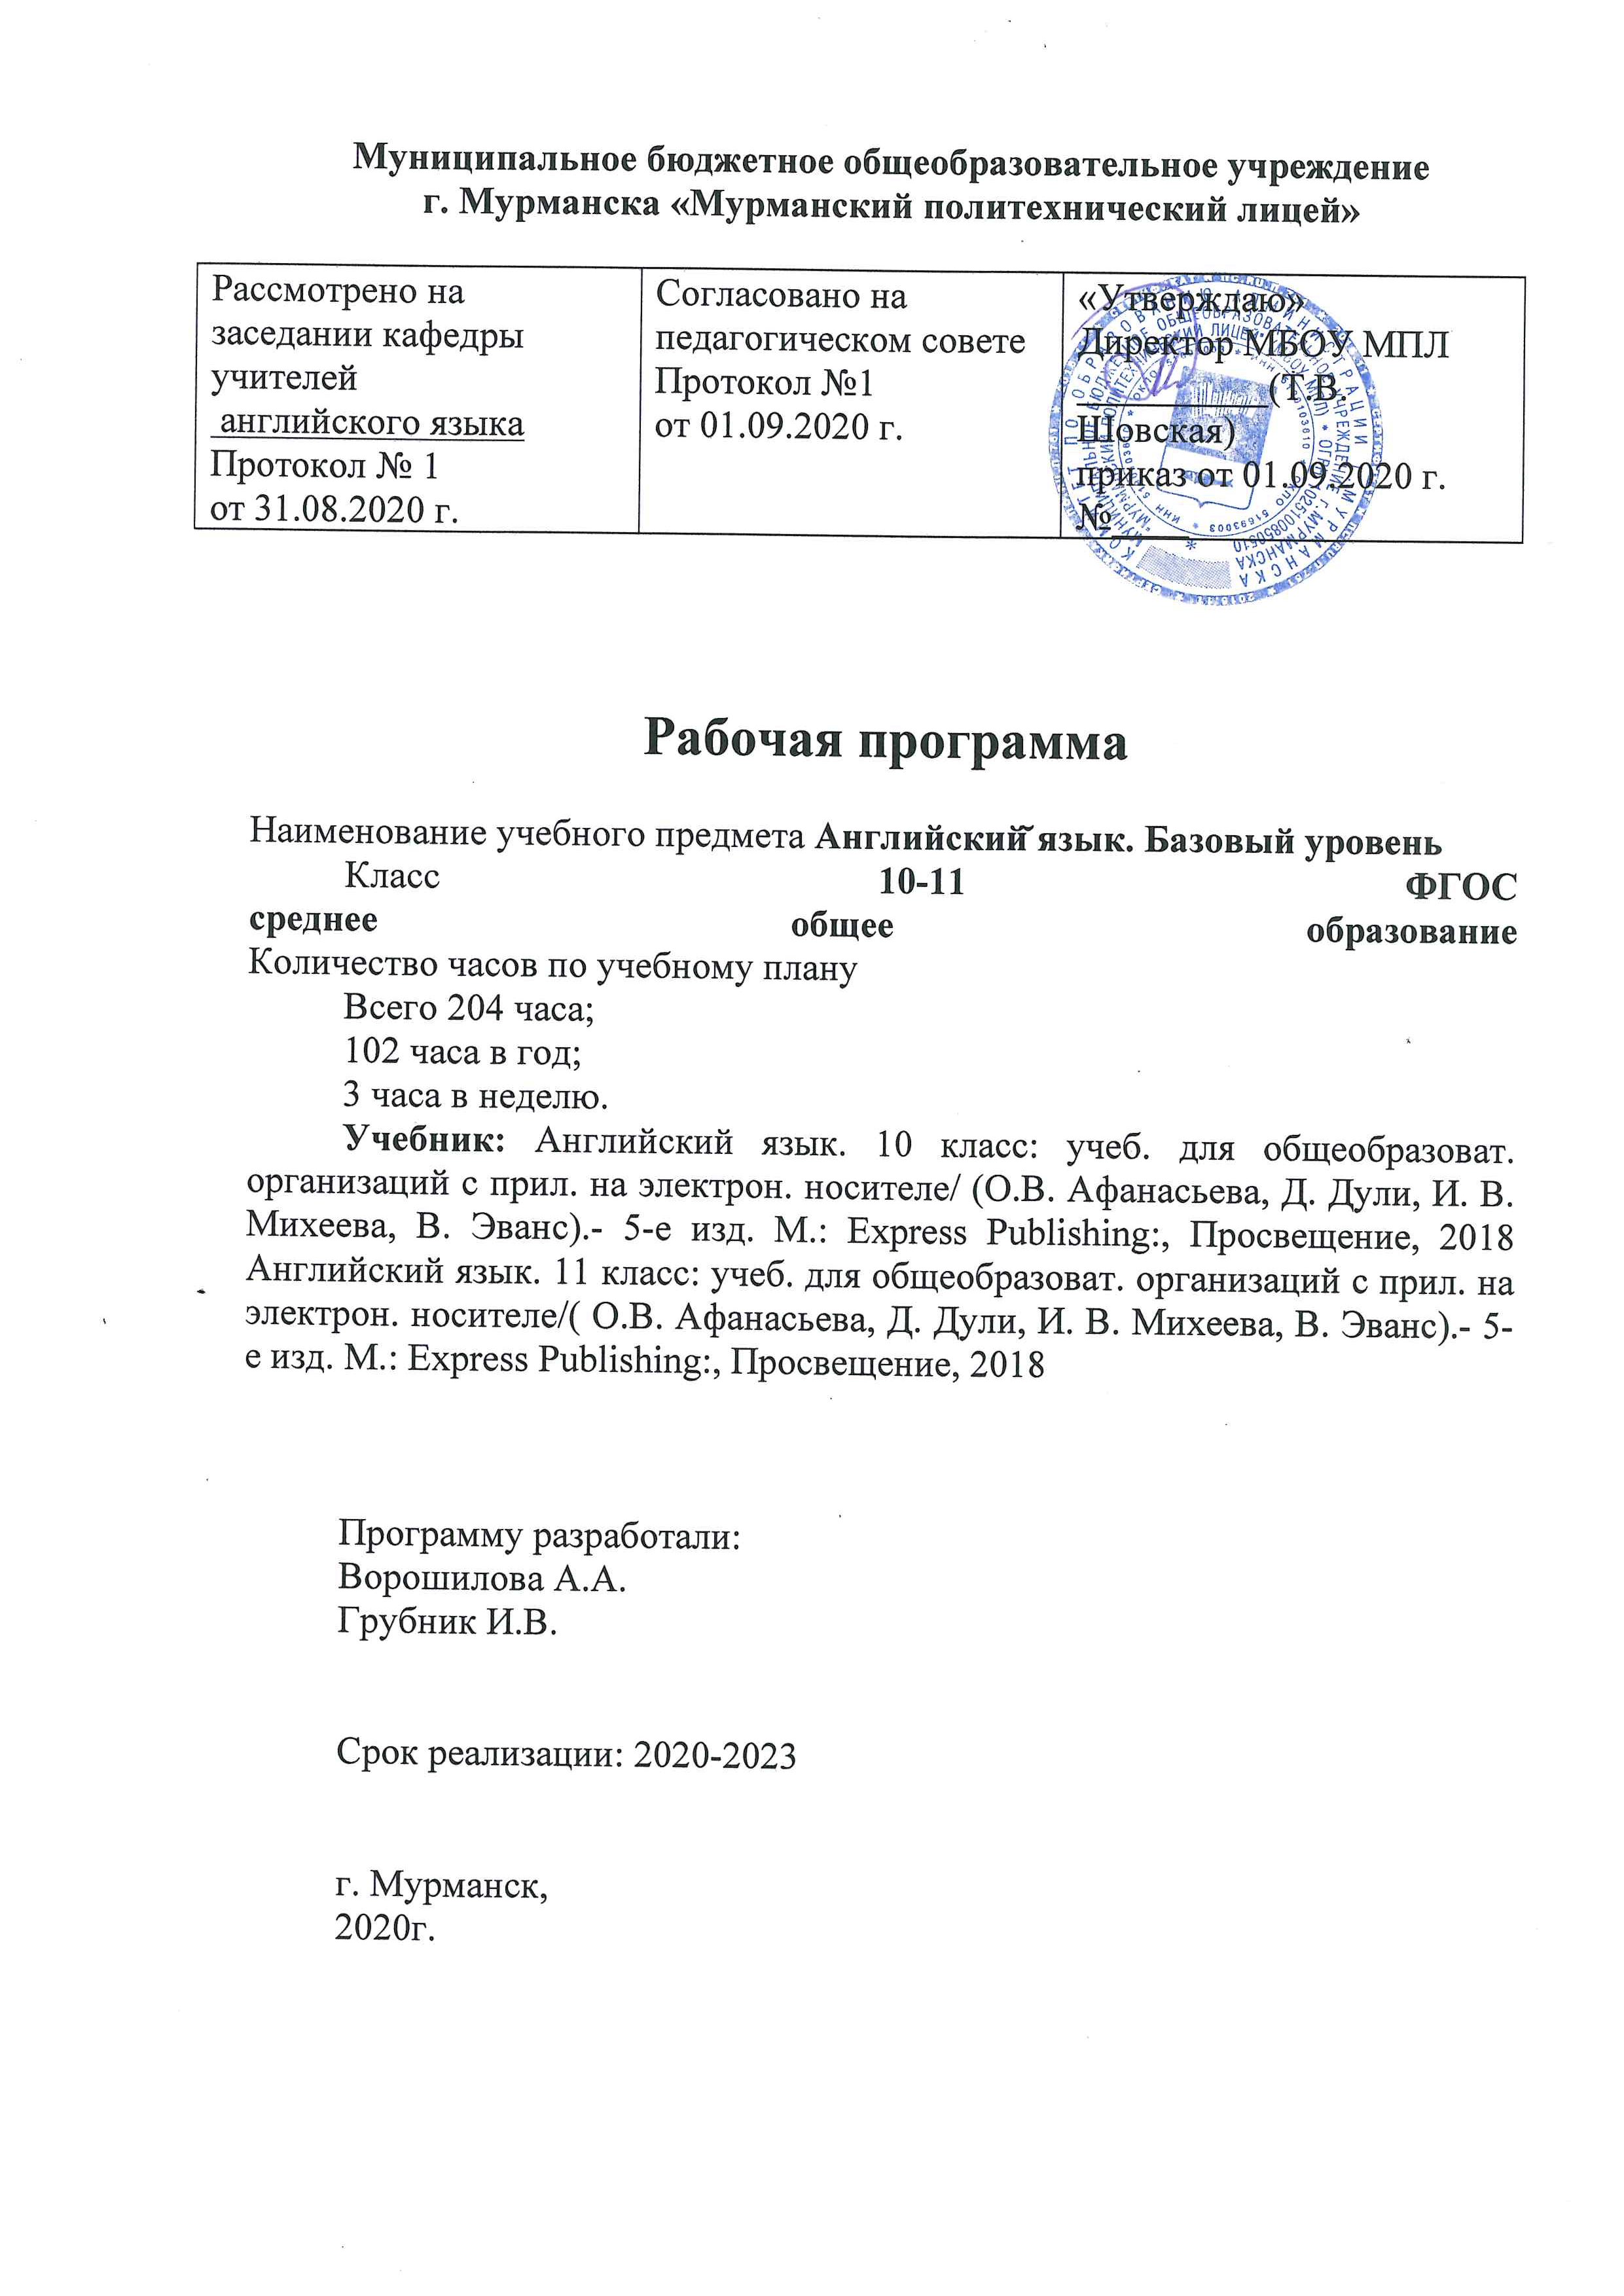 Муниципальное бюджетное общеобразовательное учреждение
г. Мурманска «Мурманский политехнический лицей»
Рассмотрено на
заседании кафедры
учителей
английского языка
Протокол № 1
от 31.08.2020 г.
Согласовано на
педагогическом совете
Протокол №1
от 01.09.2020 г.
«Утверждаю»
Директор МБОУ МПЛ
__________(Т.В.
Шовская)
приказ от 01.09.2020 г.
№____
Рабочая программа
Наименование учебного предмета Английский язык. Базовый уровень
Класс 10-11 ФГОС
среднее общее образование
Количество часов по учебному плану
Всего 204 часа;
102 часа в год;
3 часа в неделю.
Учебник: Английский язык. 10 класс: учеб. для общеобразоват.
организаций с прил. на электрон. носителе/ (О.В. Афанасьева, Д. Дули, И. В.
Михеева, В. Эванс).- 5-е изд. М.: Express Publishing:, Просвещение, 2018
Английский язык. 11 класс: учеб. для общеобразоват. организаций с прил. на
электрон. носителе/( О.В. Афанасьева, Д. Дули, И. В. Михеева, В. Эванс).- 5-
е изд. М.: Express Publishing:, Просвещение, 2018
Программу разработали:
Ворошилова А.А.
Грубник И.В.
Срок реализации: 2020-2023
г. Мурманск,
2020г.